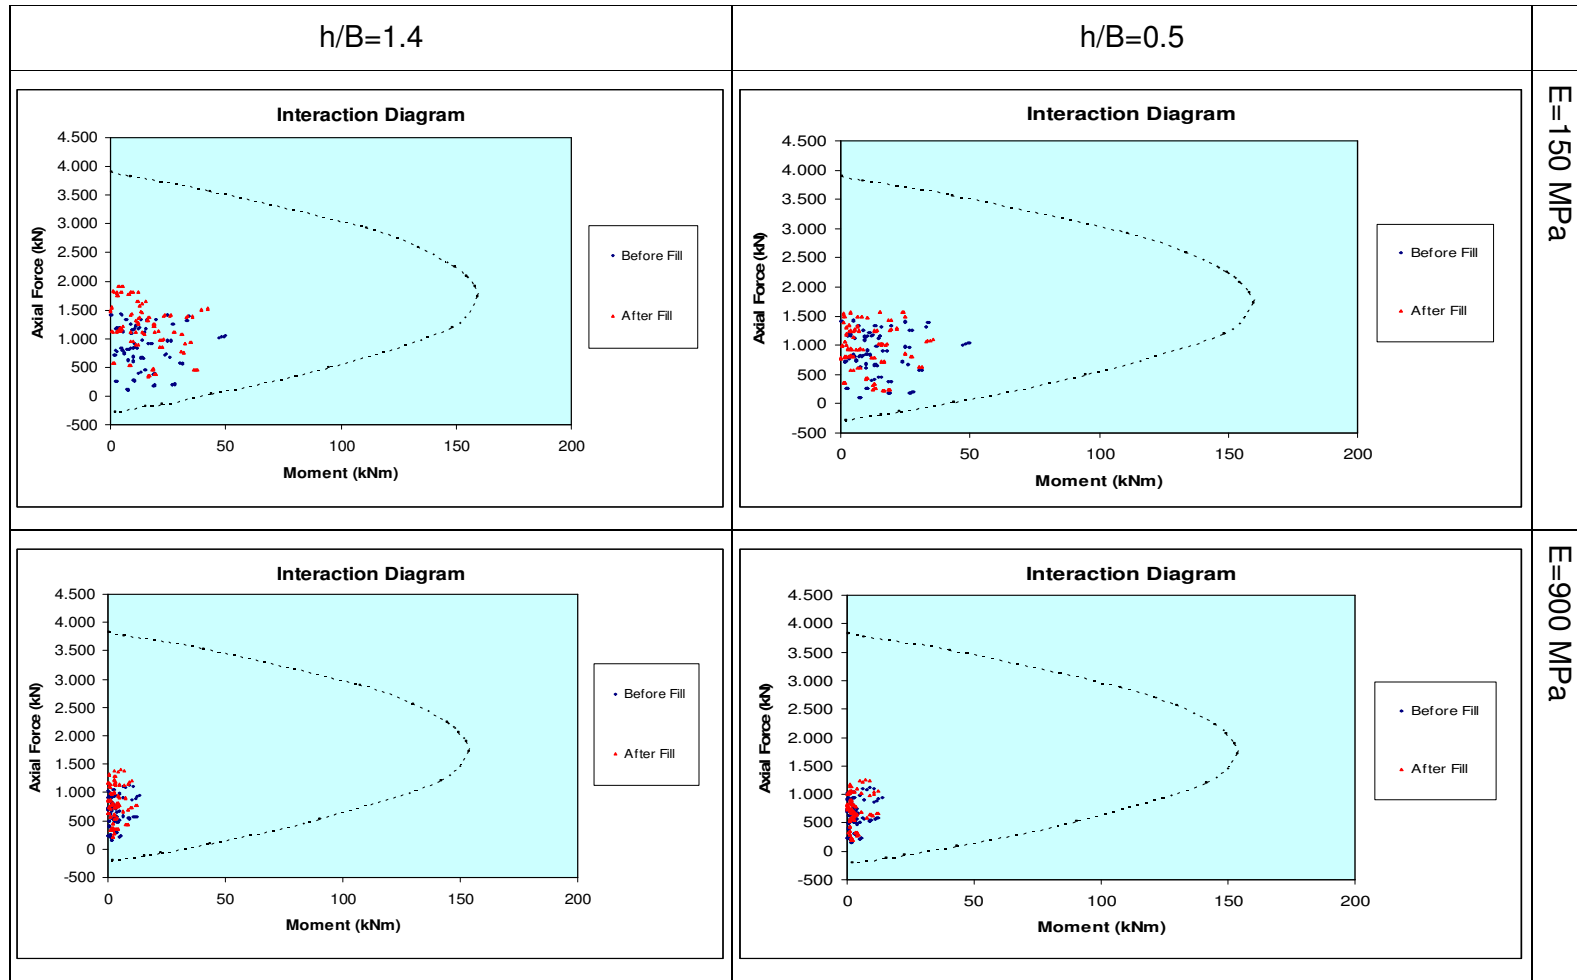 h/B=1.4
h/B=0.5
E=150 MPa
Interaction Diagram
4.500
4.000
3.500
3.000
2.500
2.000
1.500
1.000
500
0
-500
0
50
100
150
200
Axial Force (kN)
Moment (kNm)
Before Fill
After Fill
Interaction Diagram
4.500
4.000
3.500
3.000
2.500
2.000
1.500
1.000
500
0
-500
0
50
100
150
200
Axial Force (kN)
Moment (kNm)
Before Fill
After Fill
E=900 MPa
Interaction Diagram
4.500
4.000
3.500
3.000
2.500
2.000
1.500
1.000
500
0
-500
0
50
100
150
200
Axial Force (kN)
Moment (kNm)
Before Fill
After Fill
Interaction Diagram
4.500
4.000
3.500
3.000
2.500
2.000
1.500
1.000
500
0
-500
0
50
100
150
200
Axial Force (kN)
Moment (kNm)
Before Fill
After Fill